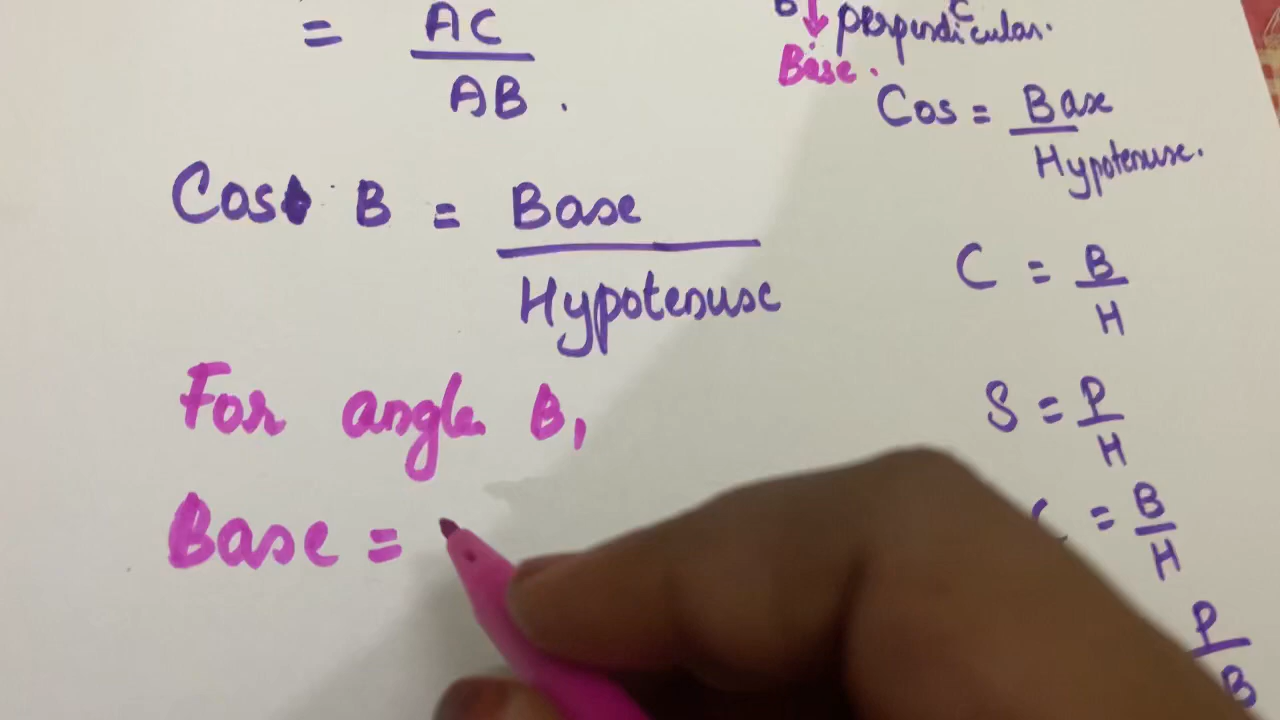 = AC
AB .
Cos B = Base
Hypotenuse
For angle B,
Base =
B C
perpendicular.
Base.
Cos = Base
Hypotenuse.
C = B
H
S = P
H
C = B
H
P
B